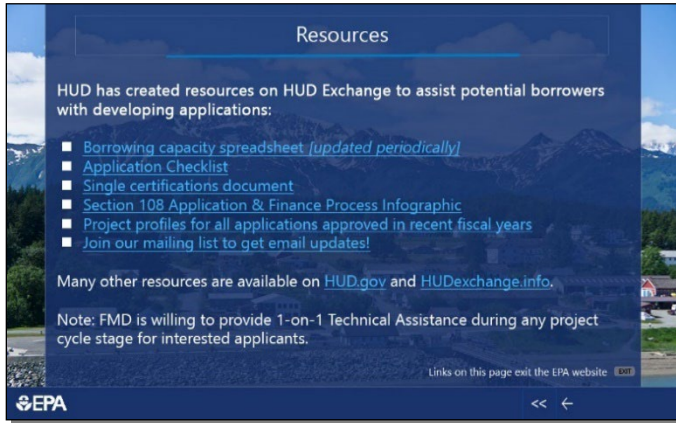 Resources
HUD has created resources on HUD Exchange to assist potential borrowers
with developing applications:
■ Borrowing capacity spreadsheet [updated periodically]
■ Application Checklist
■ Single certifications document
■ Section 108 Application & Finance Process Infographic
■ Project profiles for all applications approved in recent fiscal years
■ Join our mailing list to get email updates!
Many other resources are available on HUD.gov and HUDexchange.info.
Note: FMD is willing to provide 1-on-1 Technical Assistance during any project
cycle stage for interested applicants.
Links on this page exit the EPA website EXIT
EPA << ←